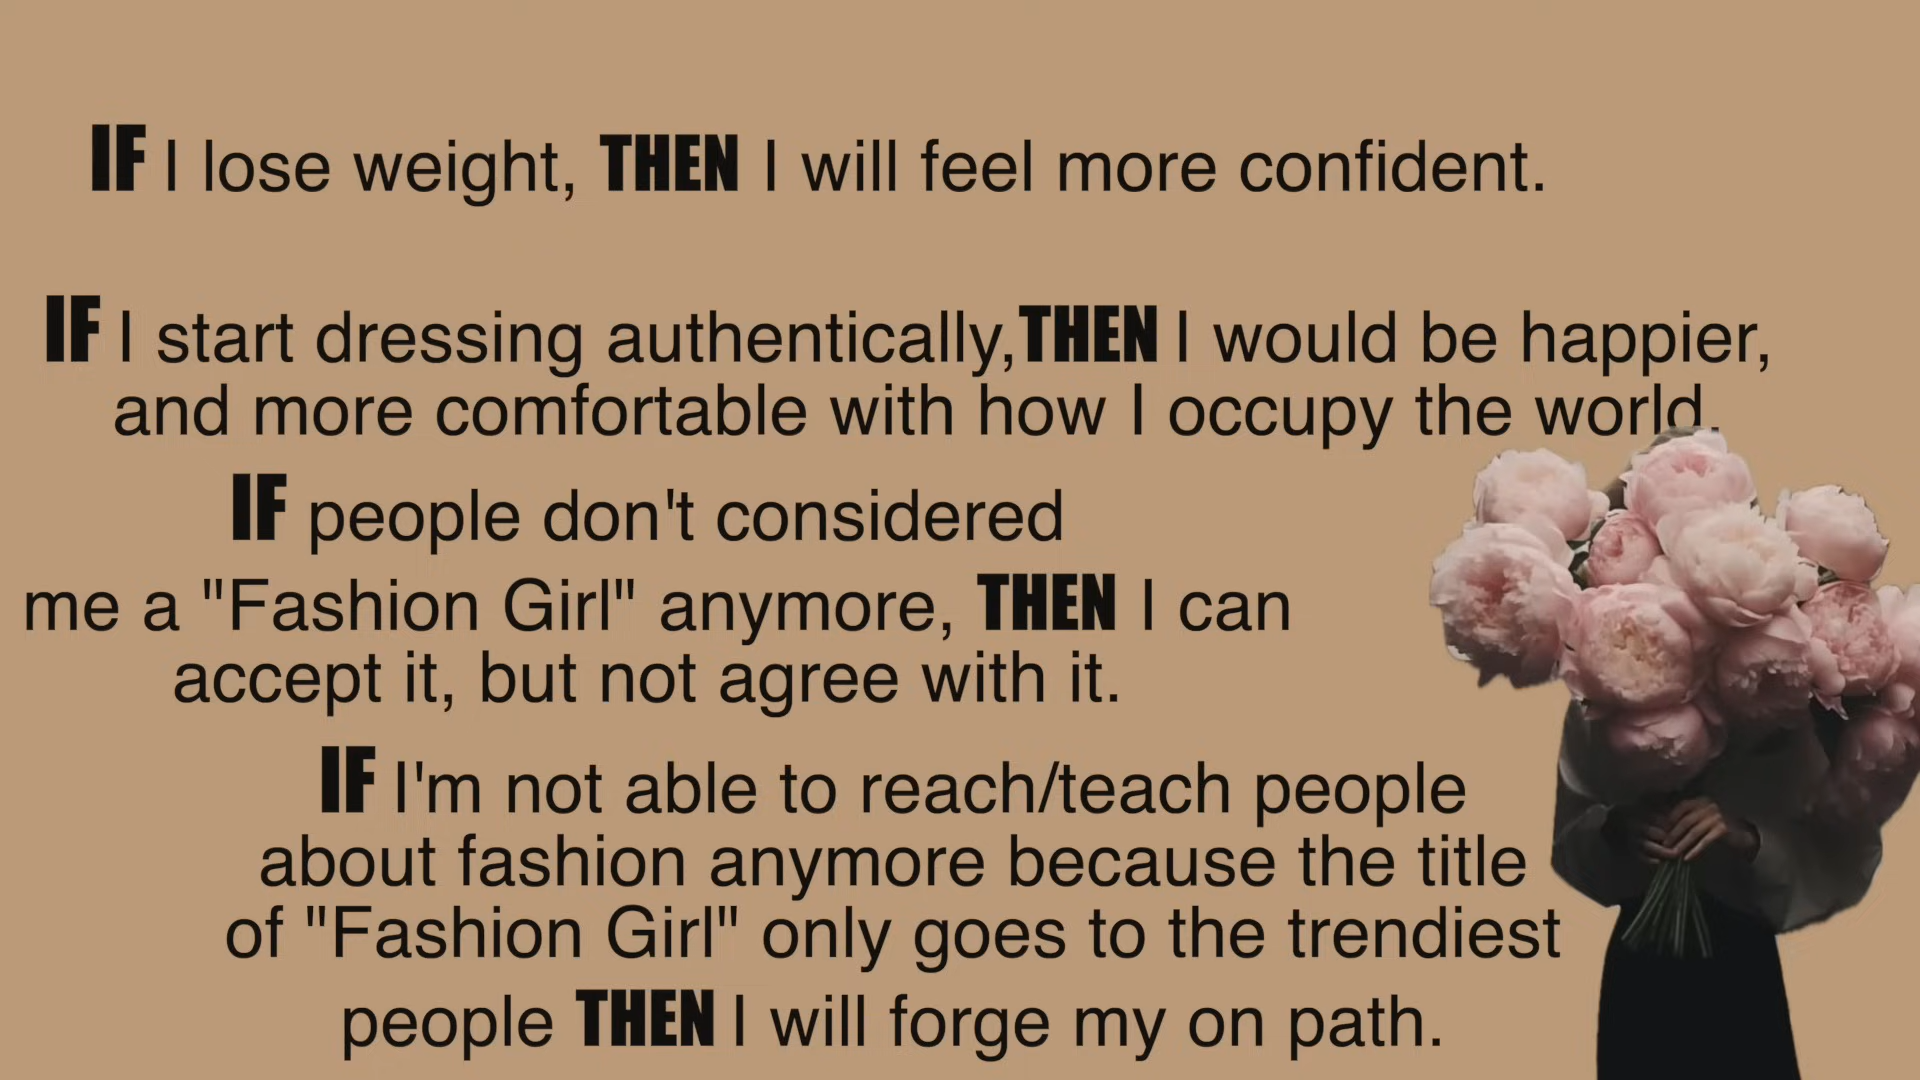 IF I lose weight, THEN I will feel more confident.
IF I start dressing authentically,THEN I would be happier,
and more comfortable with how I occupy the world.
IF people don't considered
me a "Fashion Girl" anymore, THEN I can
accept it, but not agree with it.
IF I'm not able to reach/teach people
about fashion anymore because the title
of "Fashion Girl" only goes to the trendiest
people THEN I will forge my on path.